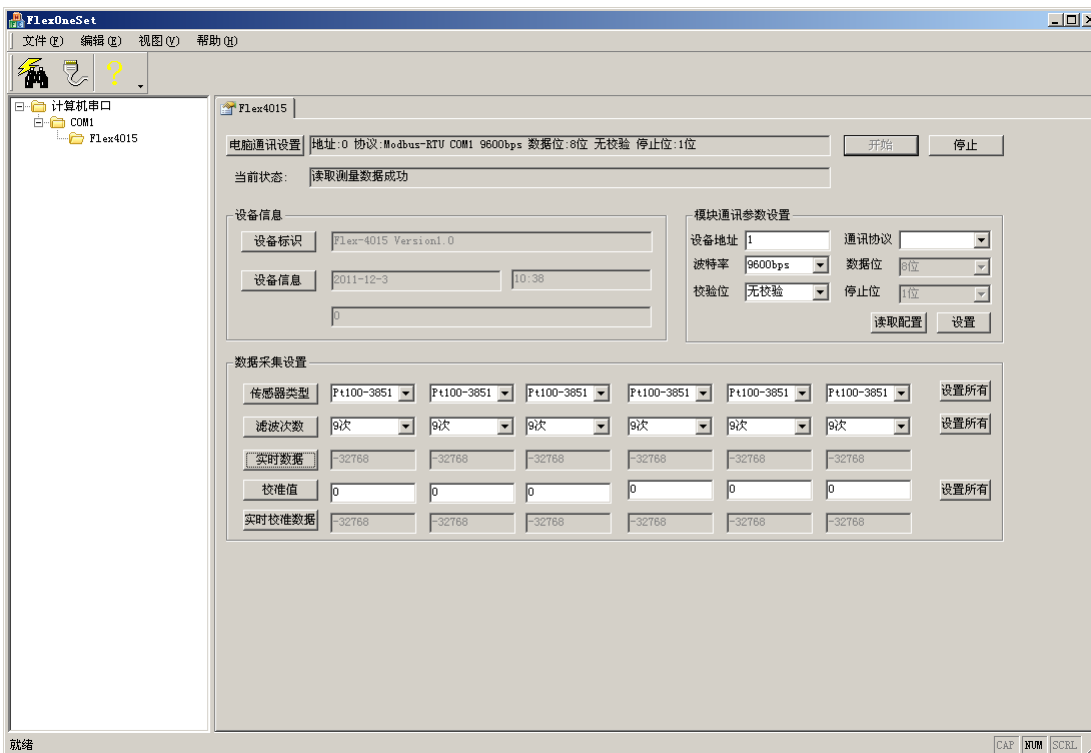 FlexOneSet
文件(F) 编辑(E) 视图(V) 帮助(H)
计算机串口
COM1
Flex4015
Flex4015
电脑通讯设置 地址:0 协议:Modbus-RTU COM1 9600bps 数据位:8位 无校验 停止位:1位 开始 停止
当前状态: 读取测量数据成功
设备信息
设备标识 Flex-4015 Version1.0
设备信息 2011-12-3 10:38
0
模块通讯参数设置
设备地址 1 通讯协议
波特率 9600bps 数据位 8位
校验位 无校验 停止位 1位
读取配置 设置
数据采集设置
传感器类型 Pt100-3851 Pt100-3851 Pt100-3851 Pt100-3851 Pt100-3851 Pt100-3851 设置所有
滤波次数 9次 9次 9次 9次 9次 9次 设置所有
实时数据 -32768 -32768 -32768 -32768 -32768 -32768
校准值 0 0 0 0 0 0 设置所有
实时校准数据 -32768 -32768 -32768 -32768 -32768 -32768
就绪 CAP NUM SCRL